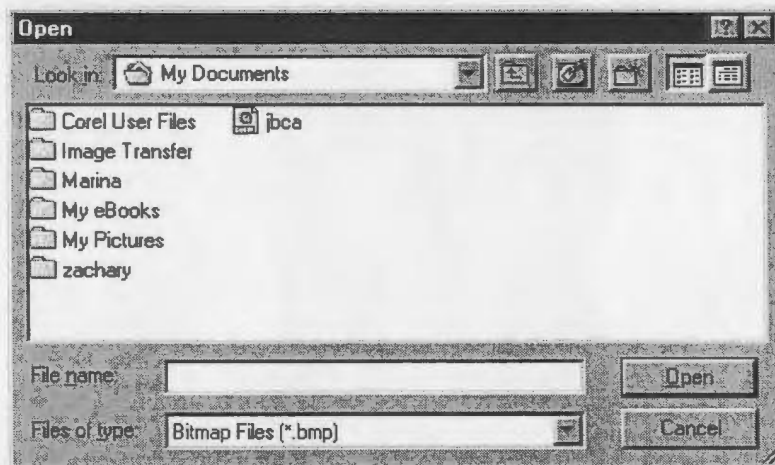 Open
Look in: My Documents
Corel User Files jbca
Image Transfer
Marina
My eBooks
My Pictures
zachary
File name:
Open
Files of type: Bitmap Files (*.bmp)
Cancel